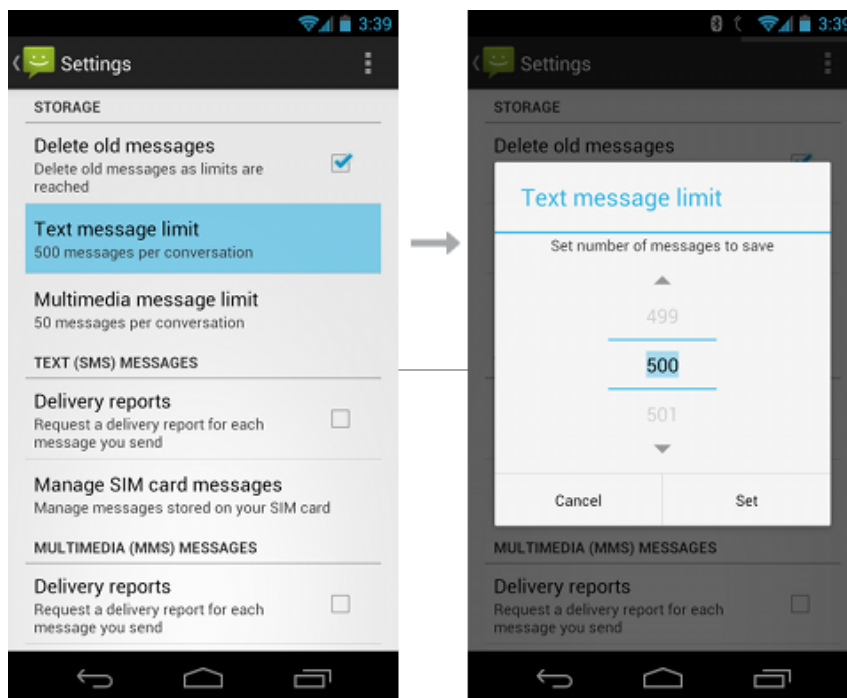 3:39
Settings
STORAGE
Delete old messages
Delete old messages as limits are
reached
Text message limit
500 messages per conversation
Multimedia message limit
50 messages per conversation
TEXT (SMS) MESSAGES
Delivery reports
Request a delivery report for each
message you send
Manage SIM card messages
Manage messages stored on your SIM card
MULTIMEDIA (MMS) MESSAGES
Delivery reports
Request a delivery report for each
message you send
3:39
Settings
STORAGE
Delete old messages
Text message limit
Set number of messages to save
499
500
501
Cancel
Set
MULTIMEDIA (MMS) MESSAGES
Delivery reports
Request a delivery report for each
message you send